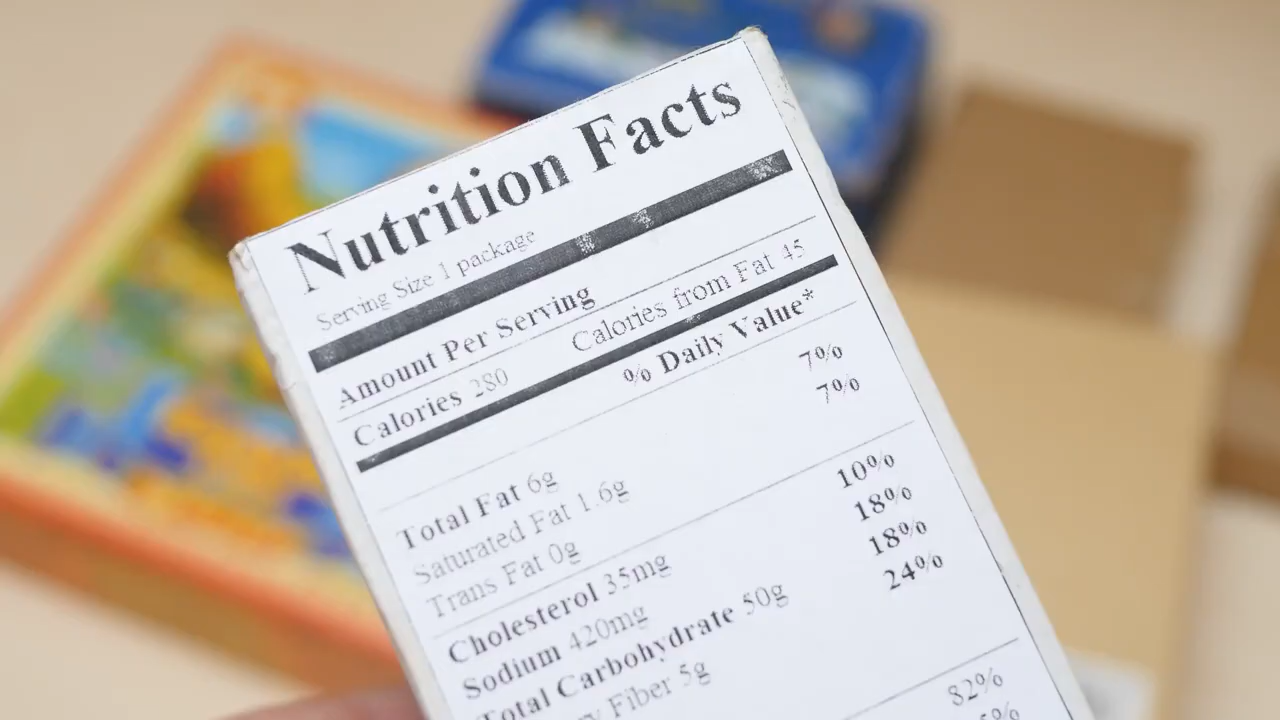 Nutrition Facts
Serving Size 1 package
Amount Per Serving
Calories 280 Calories from Fat 45
% Daily Value*
Total Fat 6g 7%
Saturated Fat 1.6g 7%
Trans Fat 0g
Cholesterol 35mg 10%
Sodium 420mg 18%
Total Carbohydrate 50g 18%
Fiber 5g 24%
82%